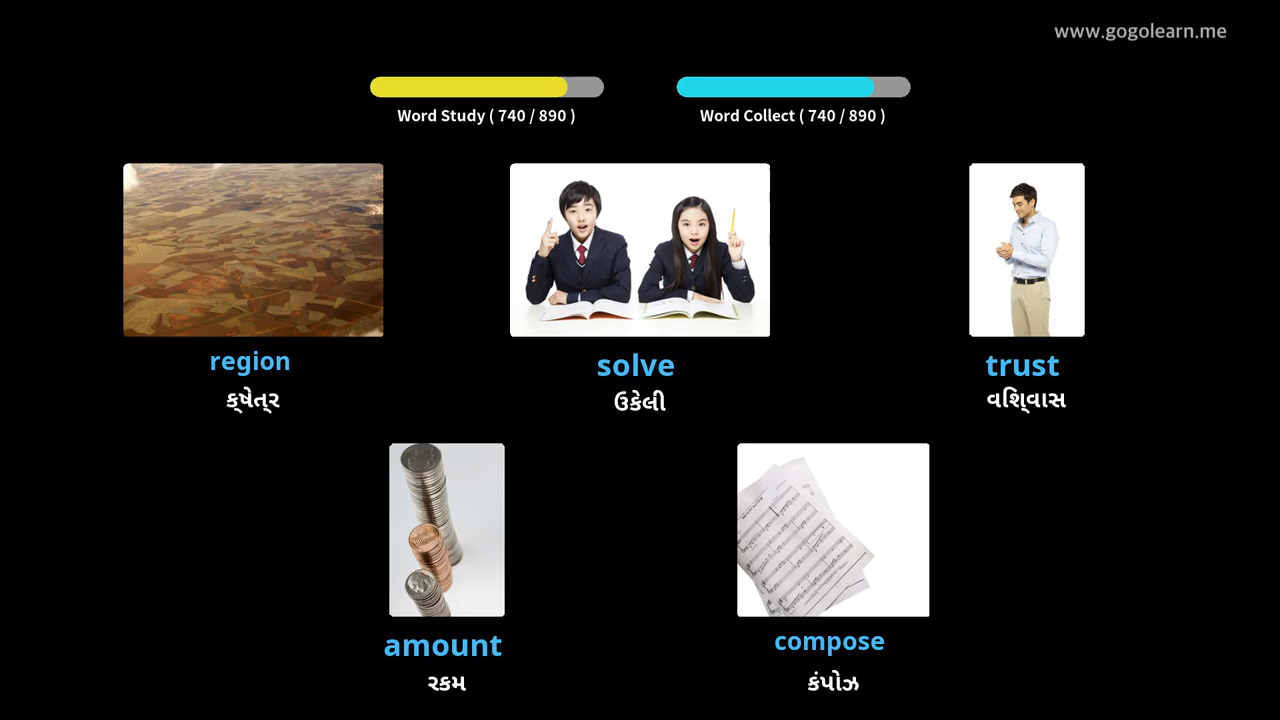 www.gogolearn.me
Word Study ( 740 / 890 )
Word Collect ( 740 / 890 )
region
ક્ષેત્ર
solve
ઉકેલી
trust
વિશ્વાસ
amount
રકમ
compose
કંપોઝ